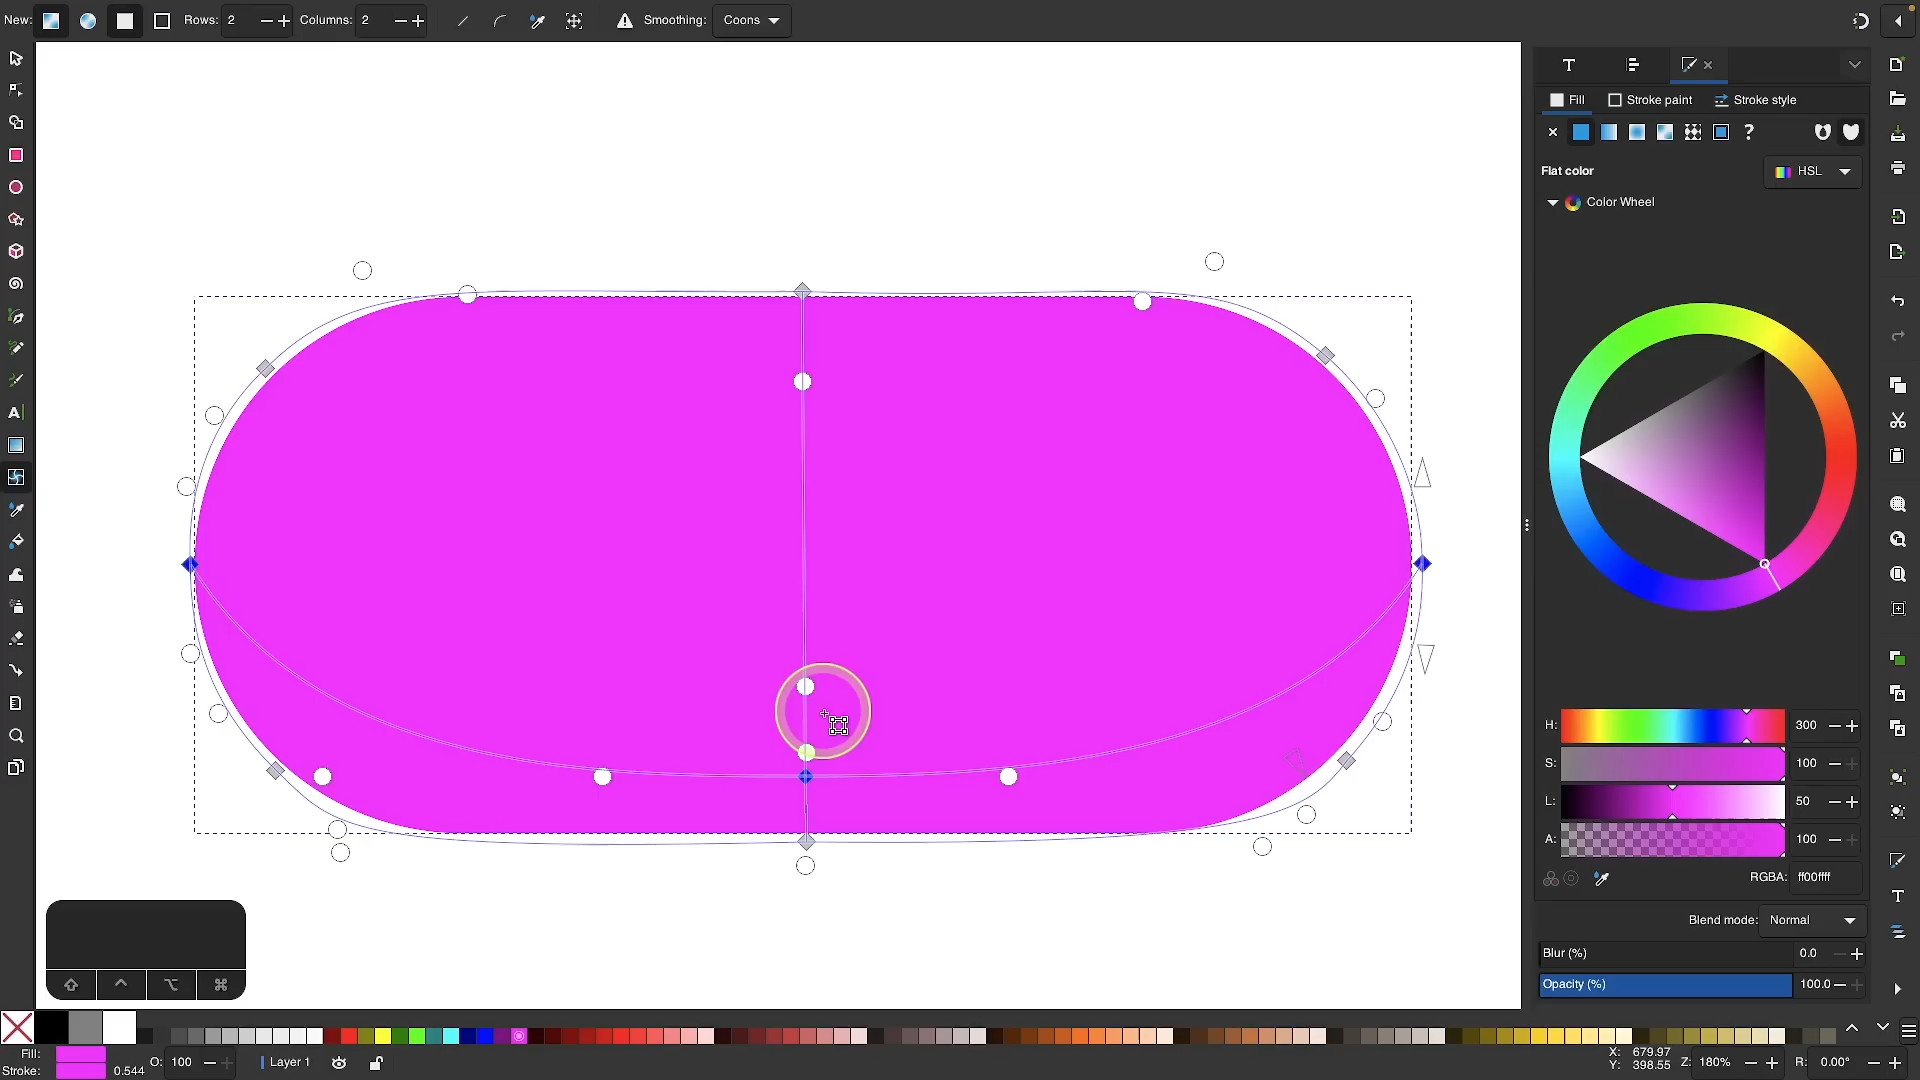 New: Rows: 2 Columns: 2 Smoothing: Coons
Fill Stroke paint Stroke style
Flat color HSL
Color Wheel
H: 300
S: 100
L: 50
A: 100
RGBA: ff00ffff
Blend mode: Normal
Blur (%) 0.0
Opacity (%) 100.0
Fill: O: 100 Layer 1 X: 679.97 Z: 180% R: 0.00°
Stroke: 0.544 Y: 398.55